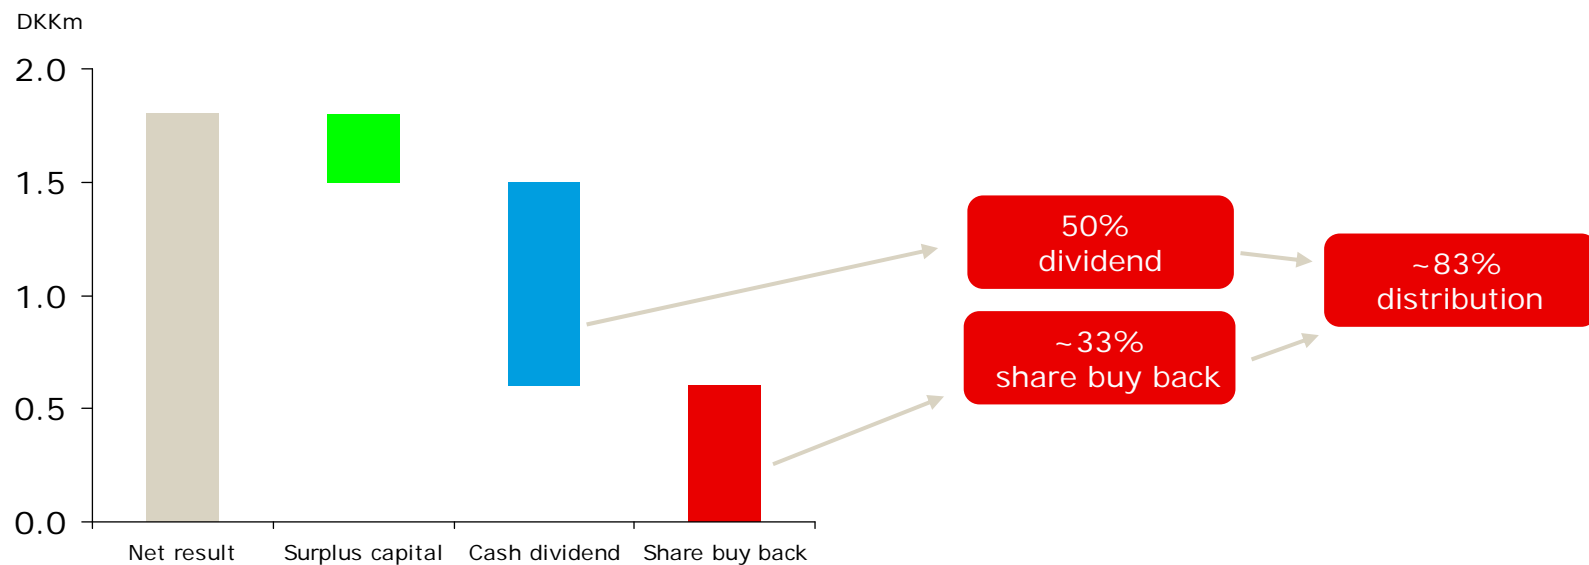 DKKm
2.0
1.5
1.0
0.5
0.0
Net result
Surplus capital
Cash dividend
Share buy back
50%
dividend
~33%
share buy back
~83%
distribution